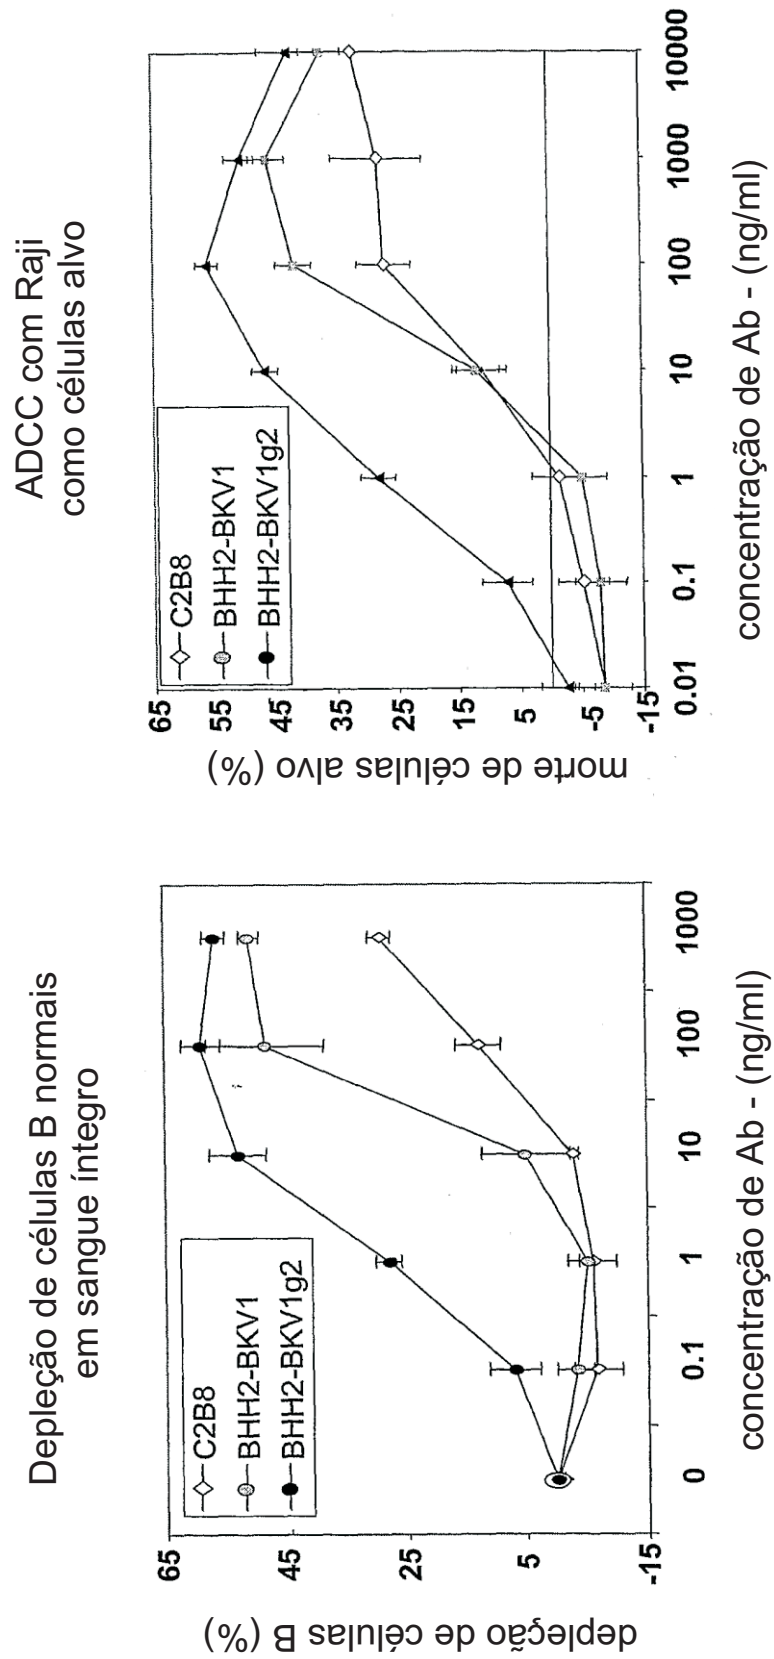 Depleção de células B normais
em sangue íntegro
C2B8
BHH2-BKV1
BHH2-BKV1g2
65
45
25
5
-15
depleção de células B (%)
0
0.1
1
10
100
1000
concentração de Ab - (ng/ml)
ADCC com Raji
como células alvo
C2B8
BHH2-BKV1
BHH2-BKV1g2
65
55
45
35
25
15
5
-5
-15
morte de células alvo (%)
0.01
0.1
1
10
100
1000
10000
concentração de Ab - (ng/ml)